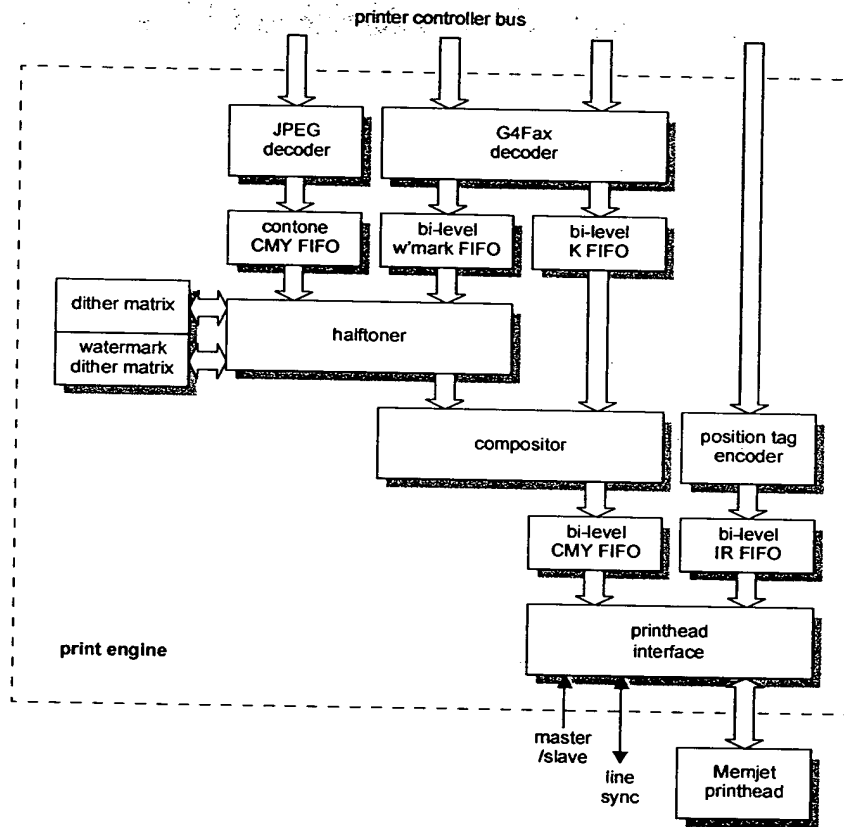 printer controller bus
JPEG
decoder
G4Fax
decoder
contone
CMY FIFO
bi-level
w'mark FIFO
bi-level
K FIFO
dither matrix
watermark
dither matrix
halftoner
compositor
position tag
encoder
bi-level
CMY FIFO
bi-level
IR FIFO
printhead
interface
print engine
master
/slave
line
sync
Memjet
printhead